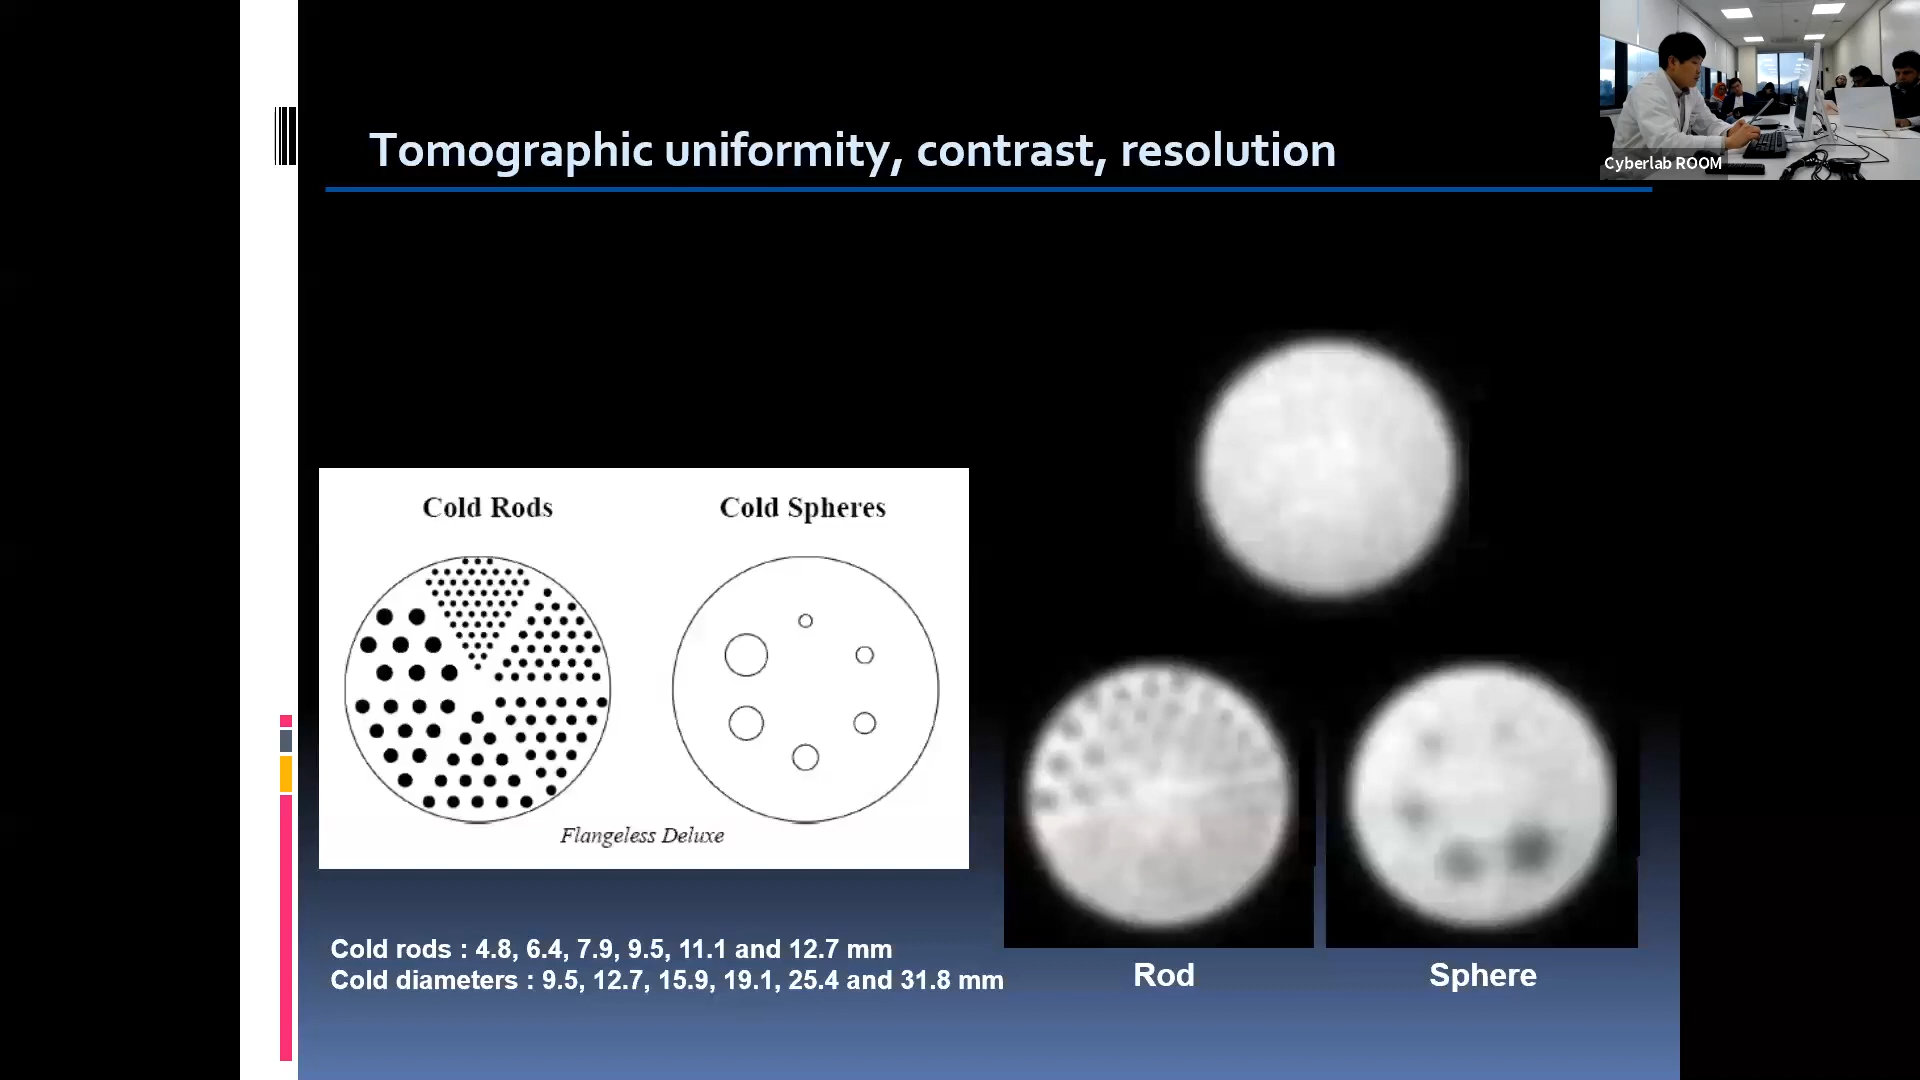 Tomographic uniformity, contrast, resolution
Cyberlab ROOM
Cold Rods
Cold Spheres
Flangeless Deluxe
Cold rods : 4.8, 6.4, 7.9, 9.5, 11.1 and 12.7 mm
Cold diameters : 9.5, 12.7, 15.9, 19.1, 25.4 and 31.8 mm
Rod
Sphere